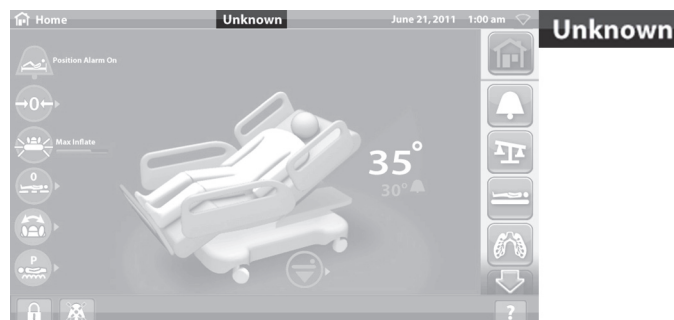 Home Unknown June 21, 2011 1:00 am
Unknown
Position Alarm On
→0←
Max Inflate
0
35°
30°
P
?